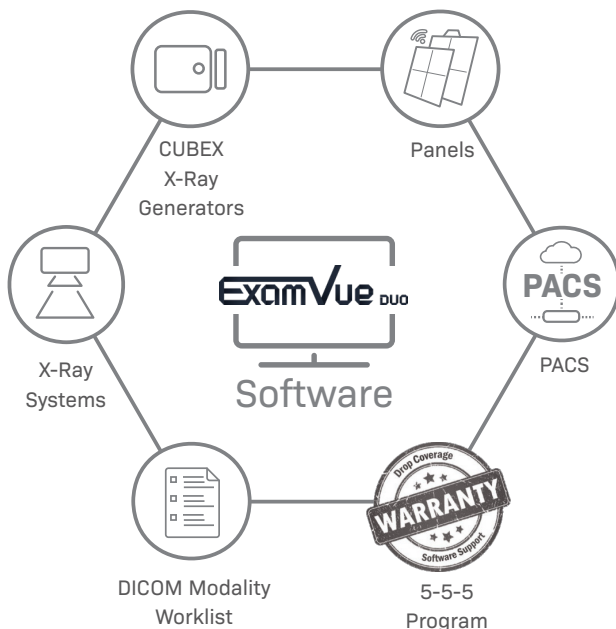 CUBEX
X-Ray
Generators
Panels
ExamVue DUO
Software
PACS
X-Ray
Systems
PACS
Drop Coverage
WARRANTY
Software Support
DICOM Modality
Worklist
5-5-5
Program